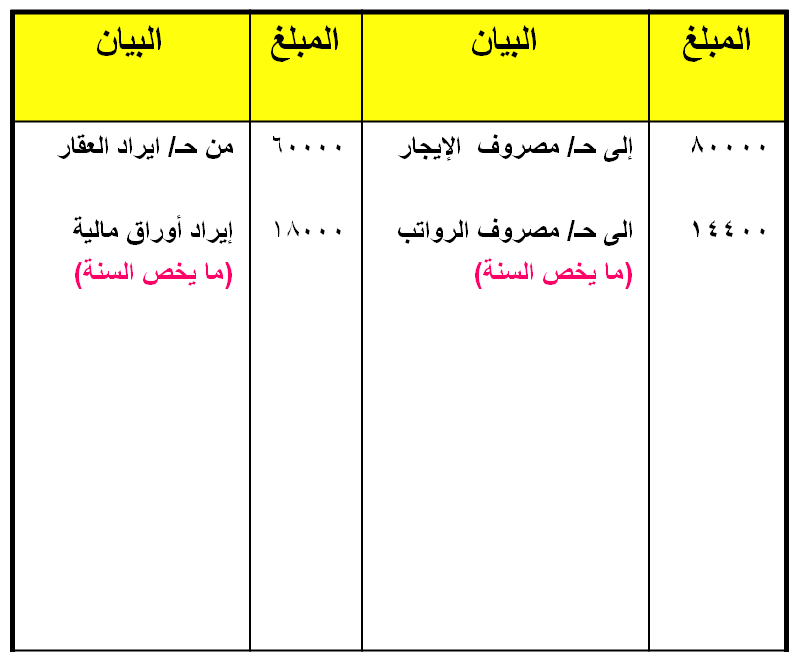 المبلغ البيان المبلغ البيان
٨٠٠٠٠ إلى حـ/ مصروف الإيجار ٦٠٠٠٠ من حـ/ ايراد العقار
١٤٤٠٠ الى حـ/ مصروف الرواتب ١٨٠٠٠ إيراد أوراق مالية
(ما يخص السنة) (ما يخص السنة)